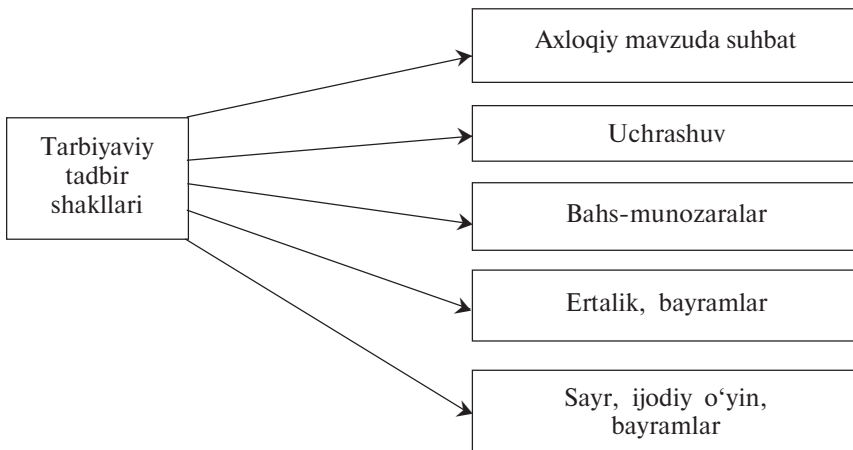 Tarbiyaviy
tadbir
shakllari
Axloqiy mavzuda suhbat
Uchrashuv
Bahs-munozaralar
Ertalik, bayramlar
Sayr, ijodiy o‘yin,
bayramlar